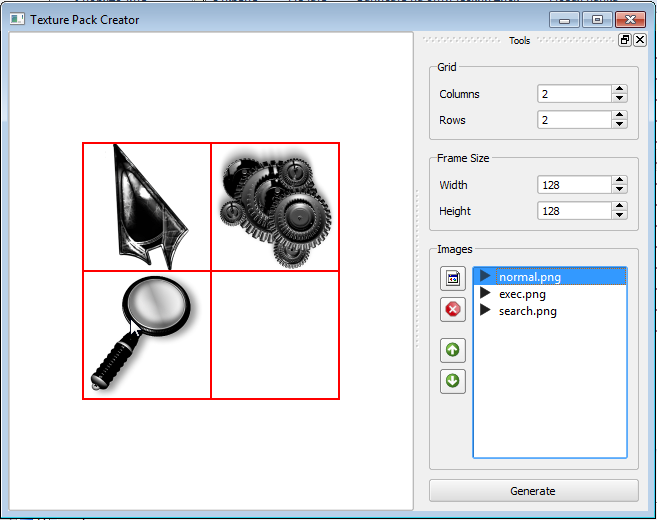 Texture Pack Creator
Tools
Grid
Columns 2
Rows 2
Frame Size
Width 128
Height 128
Images
normal.png
exec.png
search.png
Generate